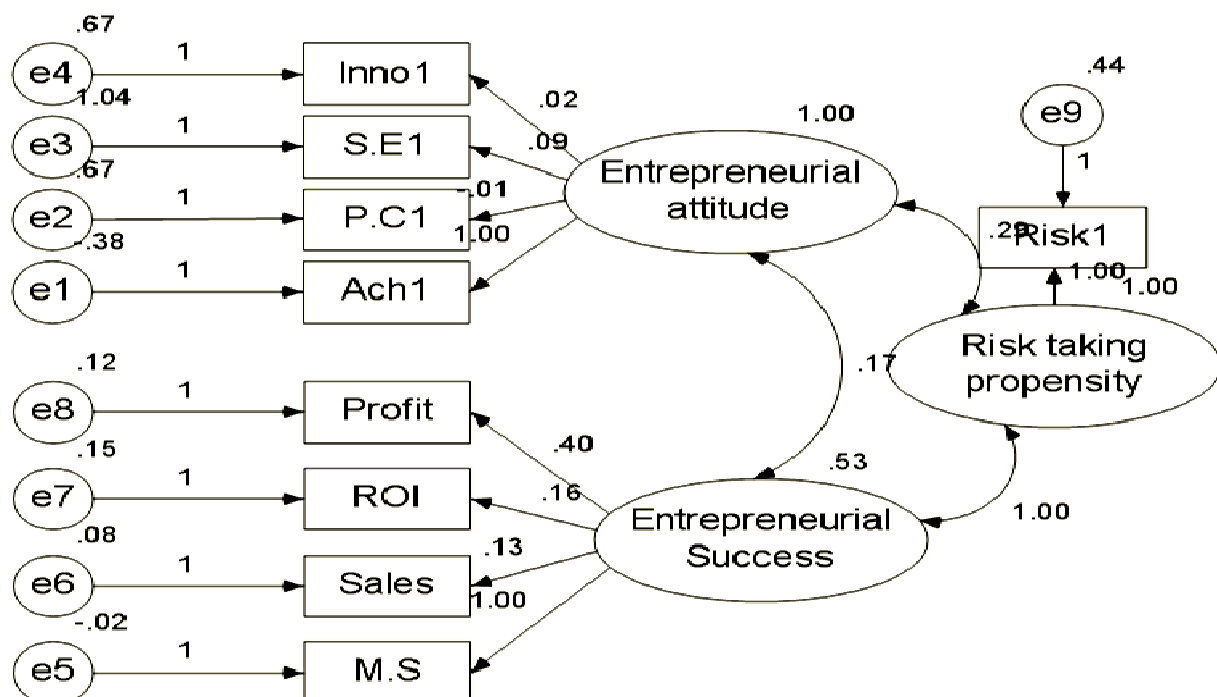 .67
e4
1
Inno1
.02
1.04
e3
1
S.E1
.09
.67
e2
1
P.C1
-.01
-.38
e1
1
Ach1
1.00
1.00
Entrepreneurial
attitude
.44
e9
1
Risk1
1.00
1.00
Risk taking
propensity
.17
.12
e8
1
Profit
.40
.15
e7
1
ROI
.16
.08
e6
1
Sales
.13
-.02
e5
1
M.S
1.00
.53
Entrepreneurial
Success
1.00